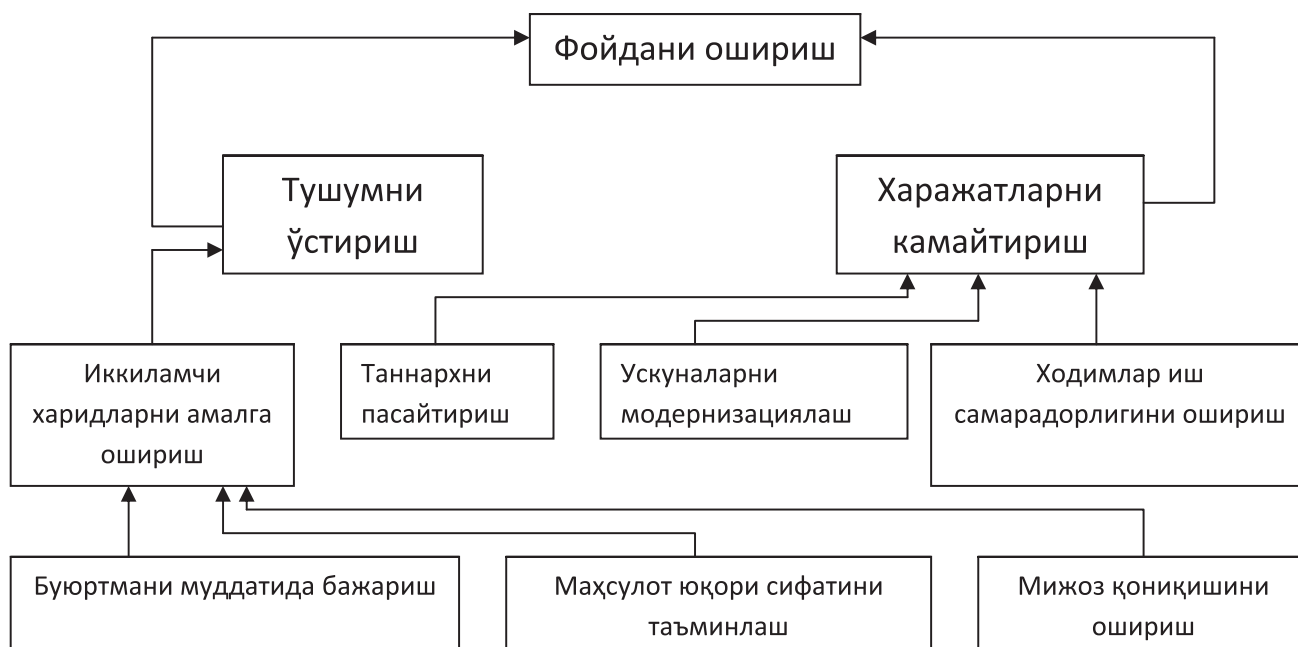 Фойдани ошириш
Тушумни
ўстириш
Харажатларни
камайтириш
Иккиламчи
харидларни амалга
ошириш
Таннархни
пасайтириш
Ускуналарни
модернизациялаш
Ходимлар иш
самарадорлигини ошириш
Буюртмани муддатида бажариш
Маҳсулот юқори сифатини
таъминлаш
Мижоз қониқишини
ошириш